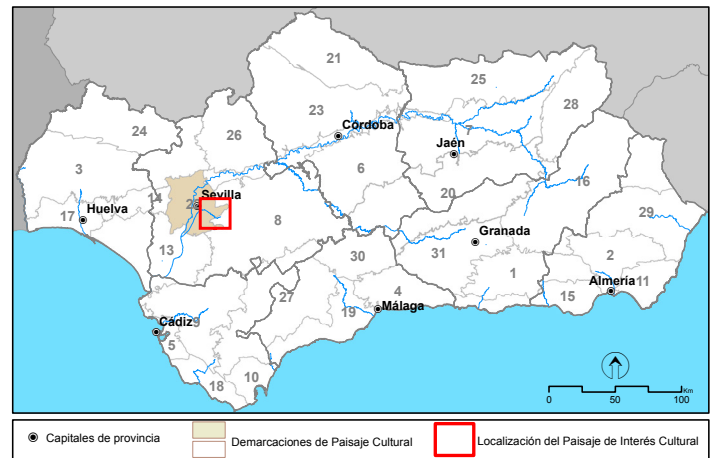 21
25
23
28
24
Córdoba
26
7
Jaén
3
6
16
20
14
Sevilla
2
17
Huelva
29
8
Granada
13
31
2
30
1
Almería
11
27
4
15
Málaga
19
Cádiz
9
5
10
18
0 50 100 Km
Capitales de provincia
Demarcaciones de Paisaje Cultural
Localización del Paisaje de Interés Cultural